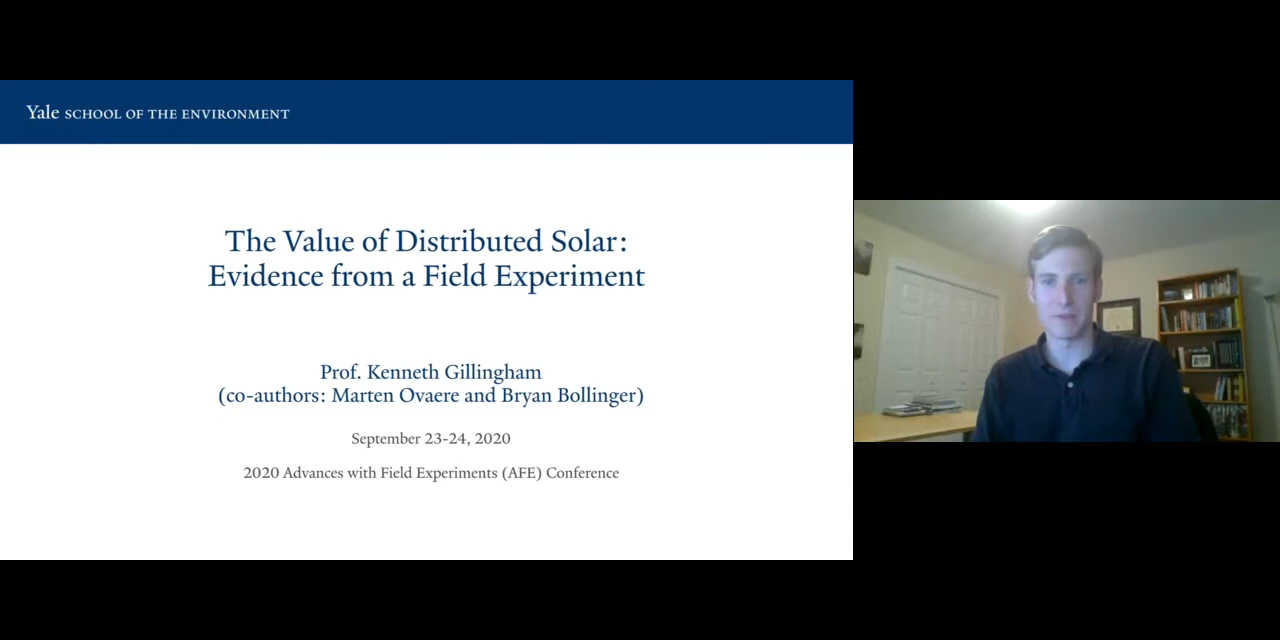 Yale SCHOOL OF THE ENVIRONMENT
The Value of Distributed Solar:
Evidence from a Field Experiment
Prof. Kenneth Gillingham
(co-authors: Marten Ovaere and Bryan Bollinger)
September 23-24, 2020
2020 Advances with Field Experiments (AFE) Conference